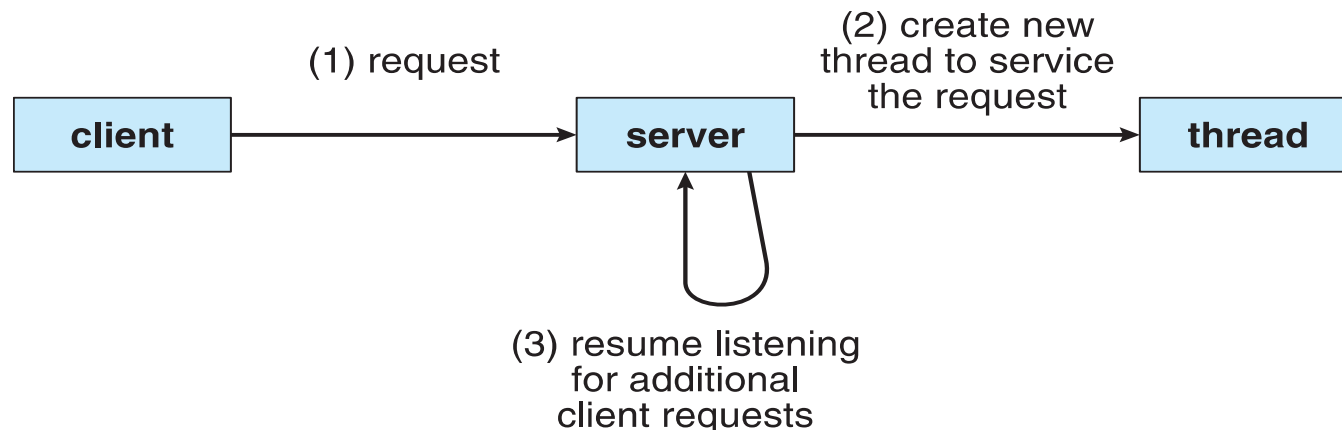 (1) request
(2) create new
thread to service
the request
client
server
thread
(3) resume listening
for additional
client requests